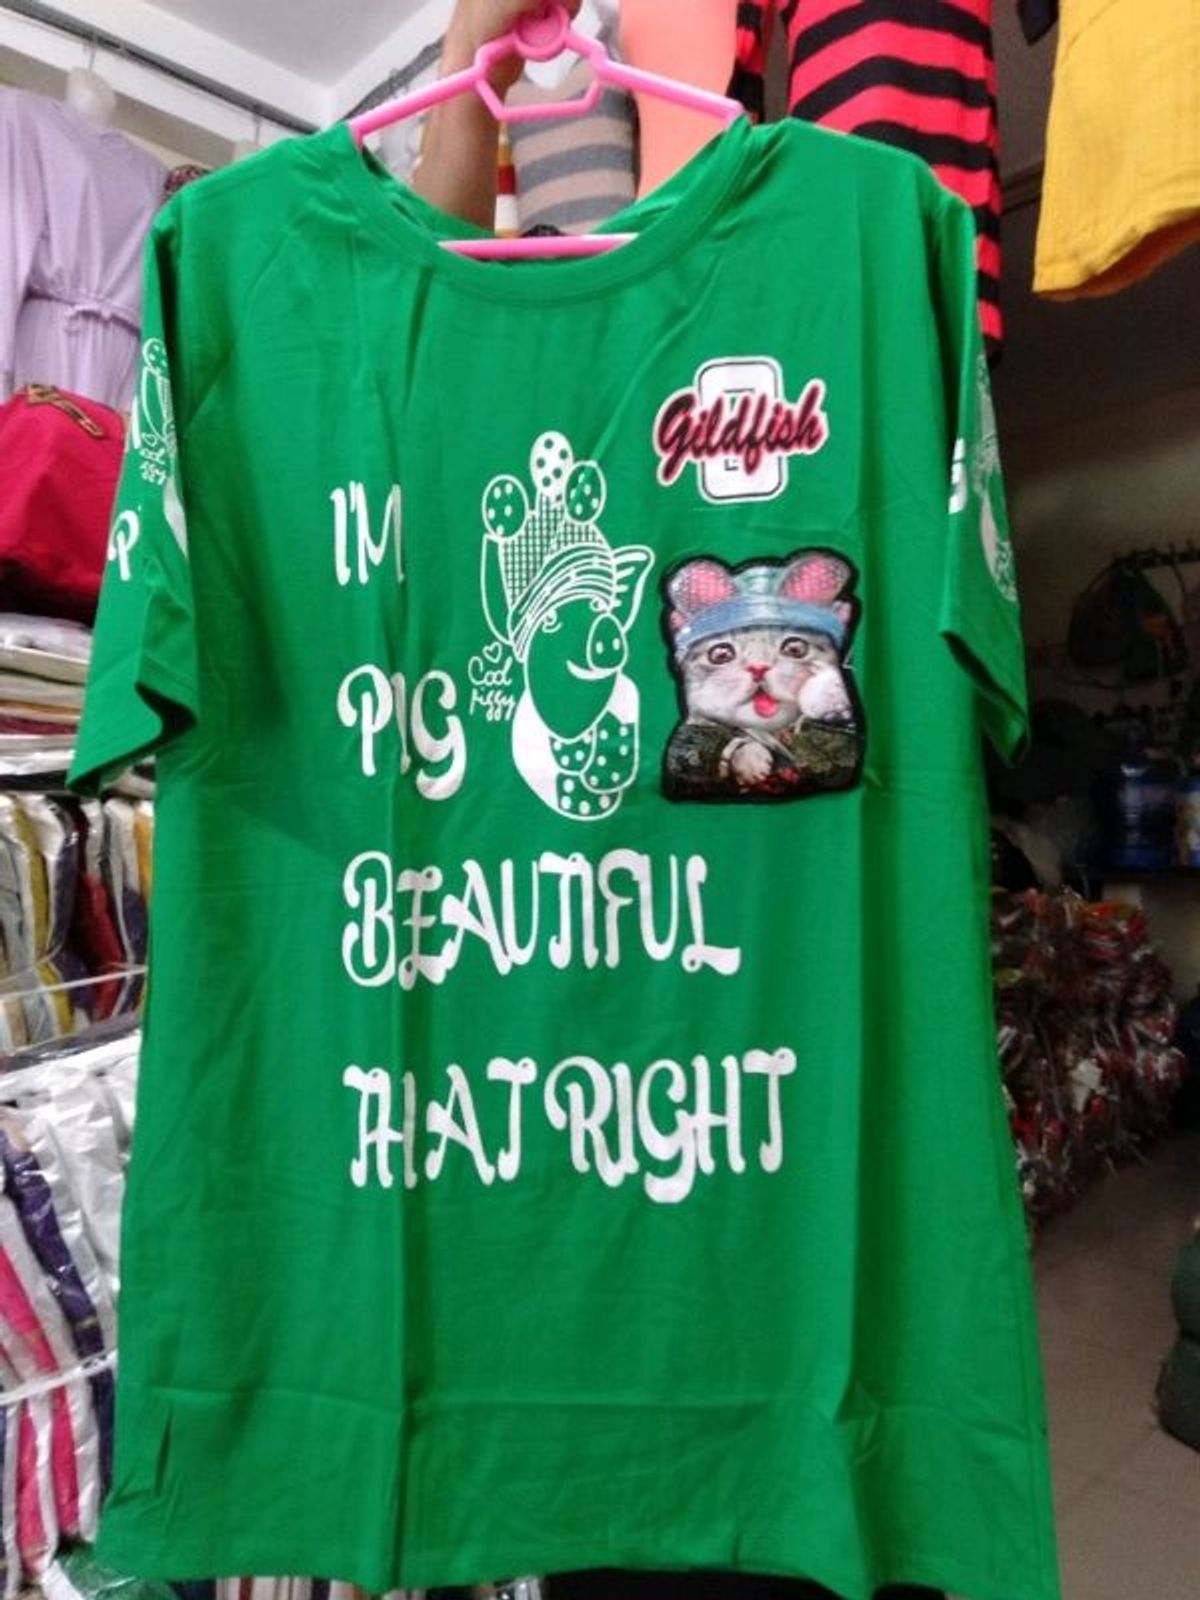 Gildfish
I'M
PIG
Cool
piggy
BEAUTIFUL
THAT RIGHT